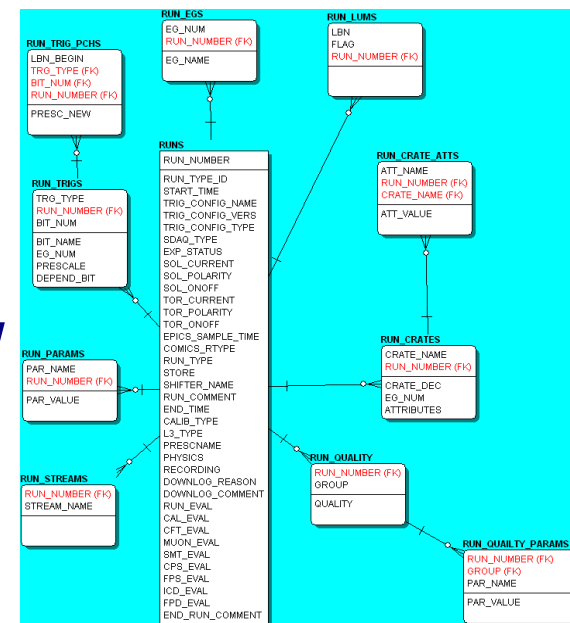 RUN_EGS
EG_NUM
RUN_NUMBER (FK)
EG_NAME
RUN_LUMS
LBN
FLAG
RUN_NUMBER (FK)
RUN_TRIG_PCHS
LBN_BEGIN
TRG_TYPE (FK)
BIT_NUM (FK)
RUN_NUMBER (FK)
PRESC_NEW
RUNS
RUN_NUMBER
RUN_TYPE_ID
START_TIME
TRIG_CONFIG_NAME
TRIG_CONFIG_VERS
TRIG_CONFIG_TYPE
SDAQ_TYPE
EXP_STATUS
SOL_CURRENT
SOL_POLARITY
SOL_ONOFF
TOR_CURRENT
TOR_POLARITY
TOR_ONOFF
EPICS_SAMPLE_TIME
COMICS_RTYPE
RUN_TYPE
STORE
SHIFTER_NAME
RUN_COMMENT
END_TIME
CALIB_TYPE
L3_TYPE
PRESCNAME
PHYSICS
RECORDING
DOWNLOG_REASON
DOWNLOG_COMMENT
RUN_EVAL
CAL_EVAL
CFT_EVAL
MUON_EVAL
SMT_EVAL
CPS_EVAL
FPS_EVAL
ICD_EVAL
FPD_EVAL
END_RUN_COMMENT
RUN_CRATE_ATTS
ATT_NAME
RUN_NUMBER (FK)
CRATE_NAME (FK)
ATT_VALUE
RUN_TRIGS
TRG_TYPE
RUN_NUMBER (FK)
BIT_NUM
BIT_NAME
EG_NUM
PRESCALE
DEPEND_BIT
RUN_PARAMS
PAR_NAME
RUN_NUMBER (FK)
PAR_VALUE
RUN_CRATES
CRATE_NAME
RUN_NUMBER (FK)
CRATE_DEC
EG_NUM
ATTRIBUTES
RUN_STREAMS
RUN_NUMBER (FK)
STREAM_NAME
RUN_QUALITY
RUN_NUMBER (FK)
GROUP
QUALITY
RUN_QUAILTY_PARAMS
RUN_NUMBER (FK)
GROUP (FK)
PAR_NAME
PAR_VALUE